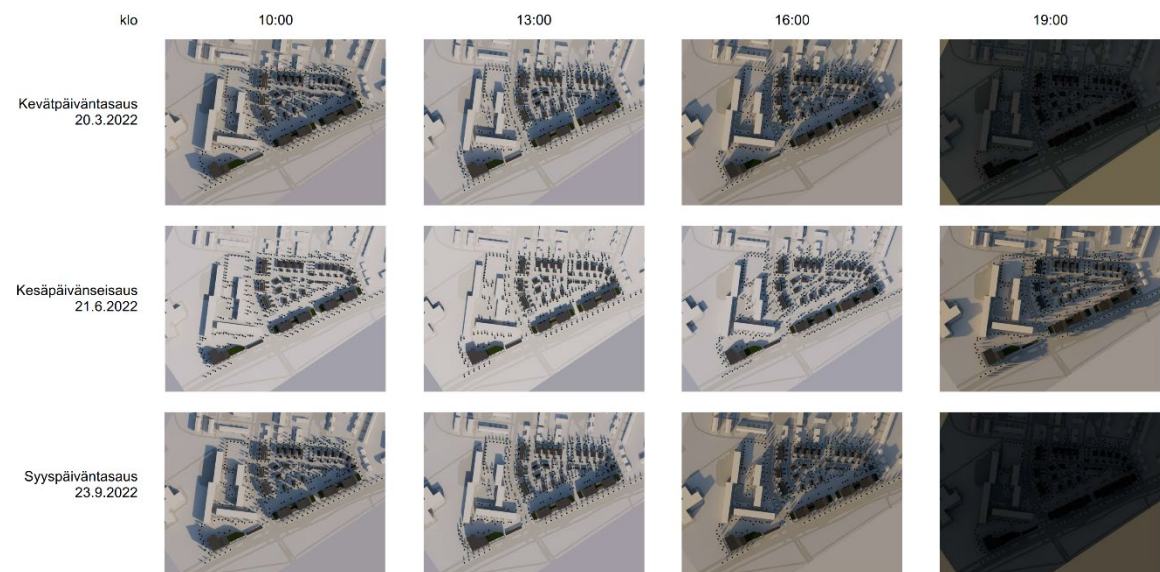 klo 10:00 13:00 16:00 19:00
Kevätpäiväntasaus
20.3.2022
Kesäpäivänseisaus
21.6.2022
Syyspäiväntasaus
23.9.2022